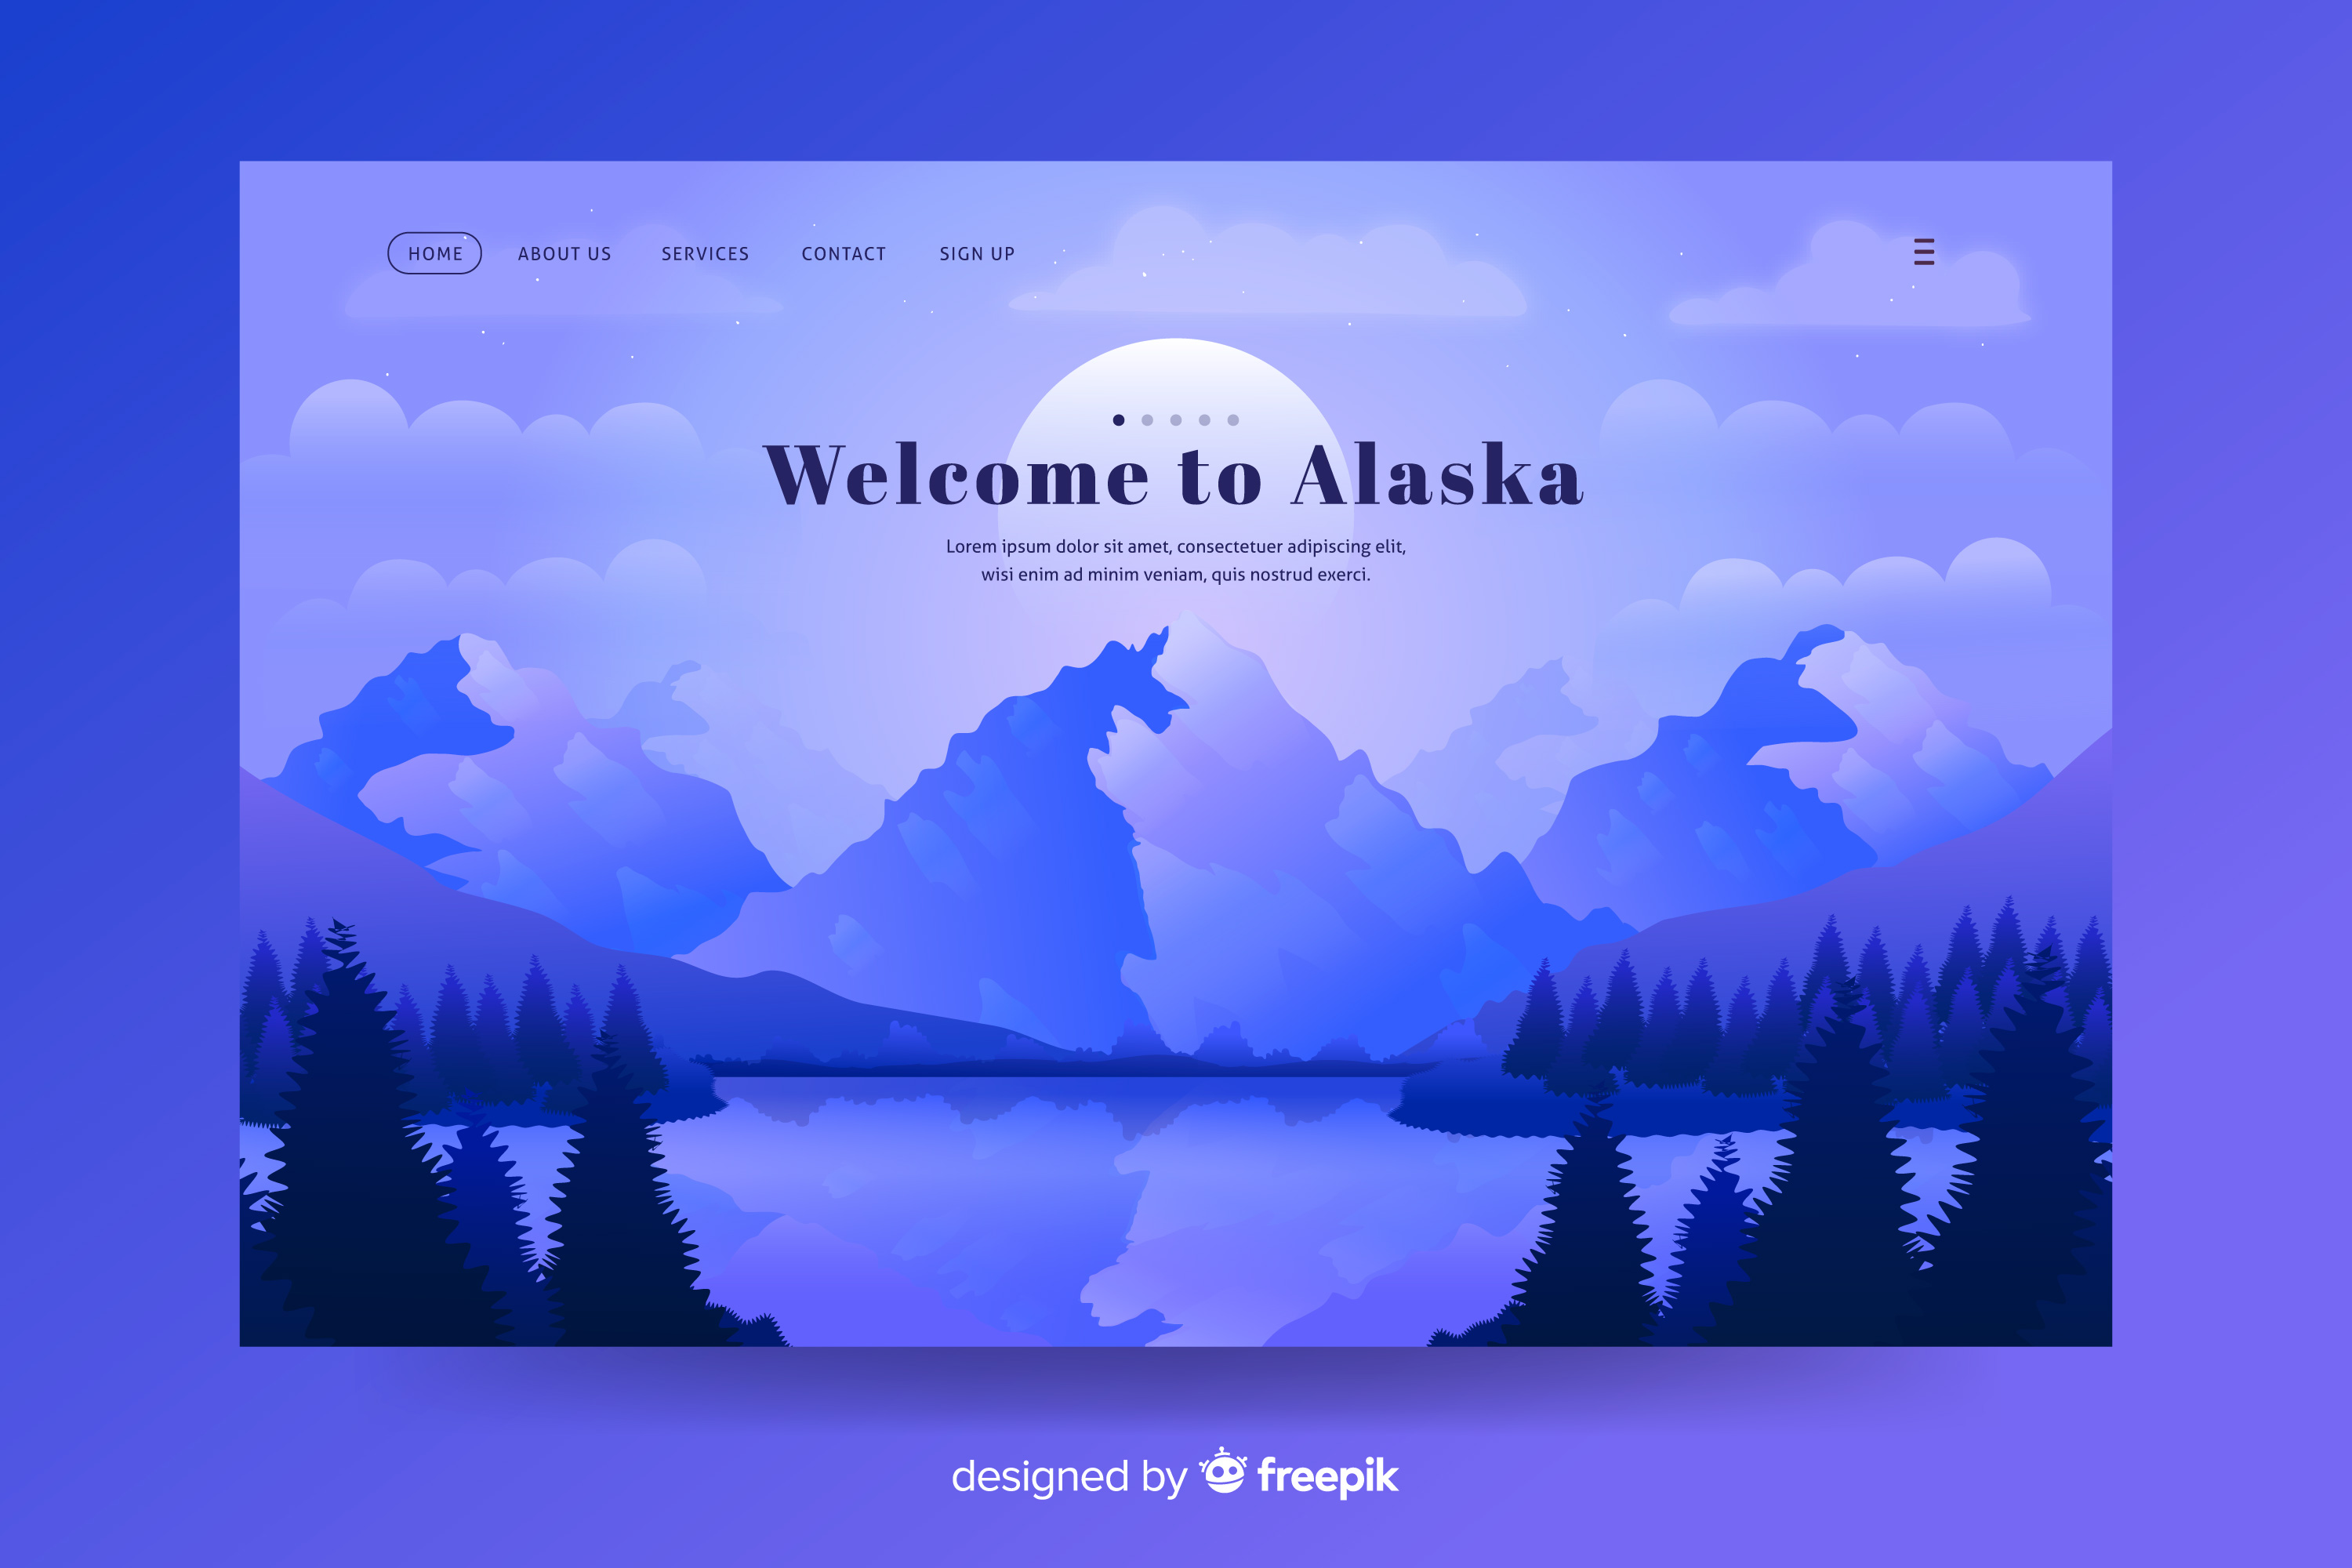 HOME ABOUT US SERVICES CONTACT SIGN UP
Welcome to Alaska
Lorem ipsum dolor sit amet, consectetuer adipiscing elit,
wisi enim ad minim veniam, quis nostrud exerci.
designed by freepik